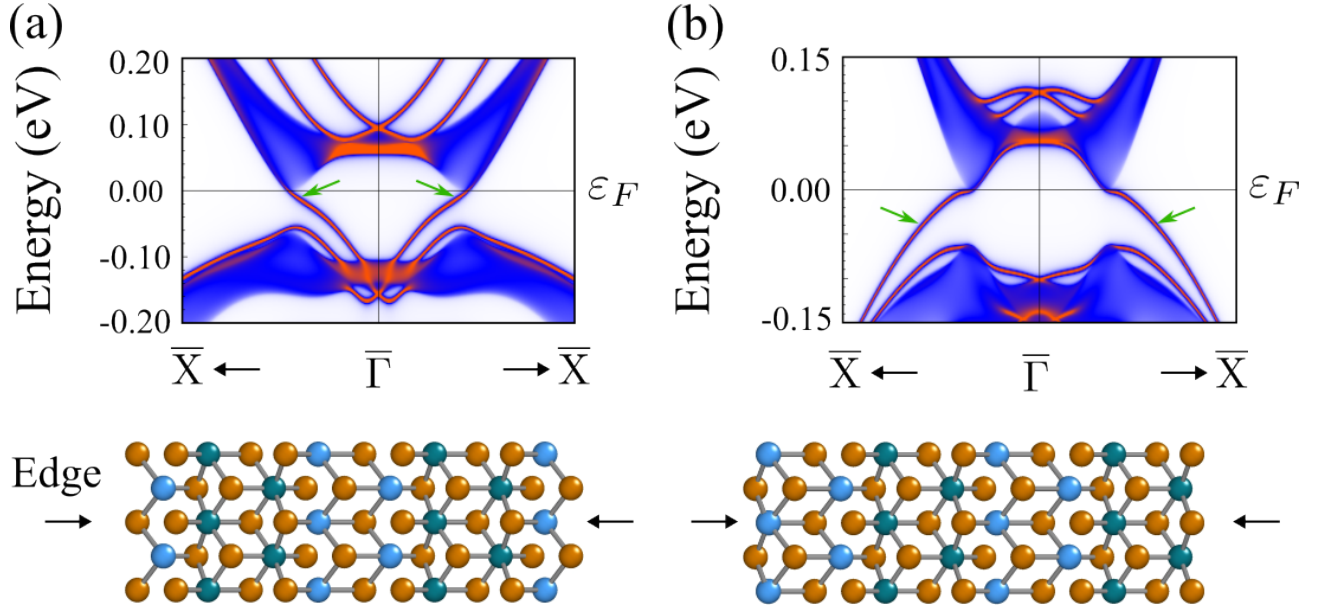 (a)
(b)
Energy (eV)
0.20
0.10
0.00
-0.10
-0.20
ε_F
X̅
Γ̅
X̅
Energy (eV)
0.15
0.00
-0.15
ε_F
X̅
Γ̅
X̅
Edge